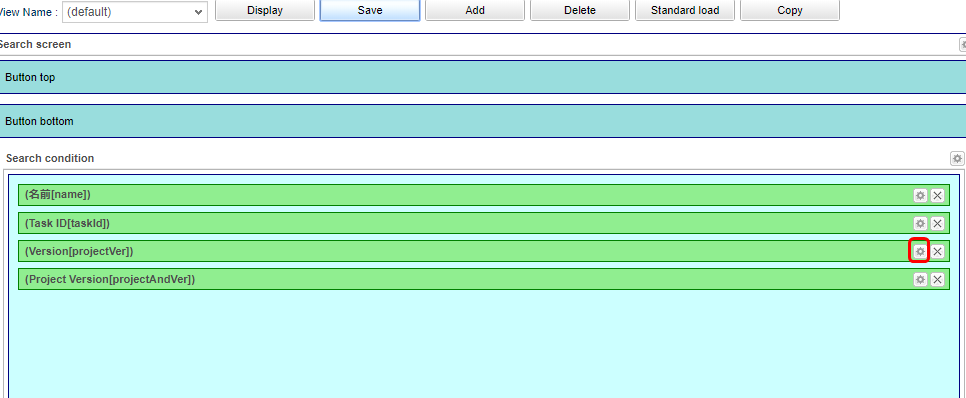 View Name : (default) Display Save Add Delete Standard load Copy
Search screen
Button top
Button bottom
Search condition
(名前[name])
(Task ID[taskId])
(Version[projectVer])
(Project Version[projectAndVer])